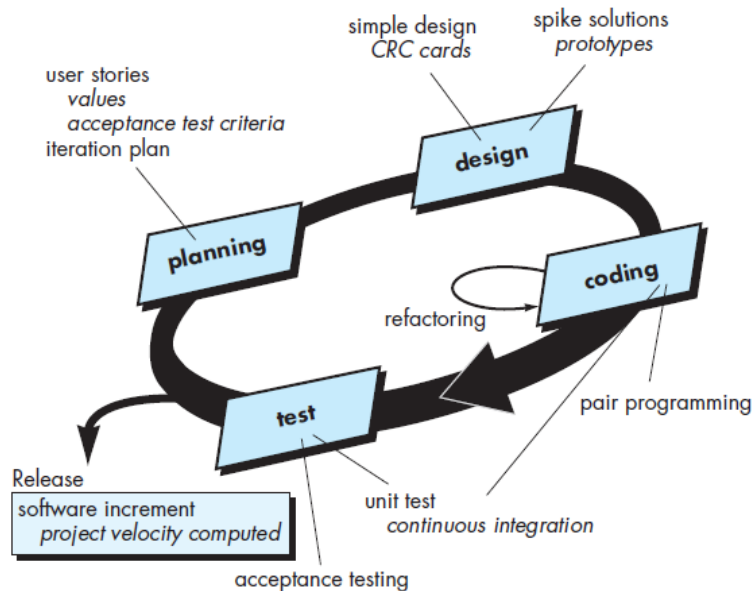 simple design
CRC cards
spike solutions
prototypes
user stories
values
acceptance test criteria
iteration plan
design
planning
coding
refactoring
pair programming
test
Release
software increment
project velocity computed
unit test
continuous integration
acceptance testing